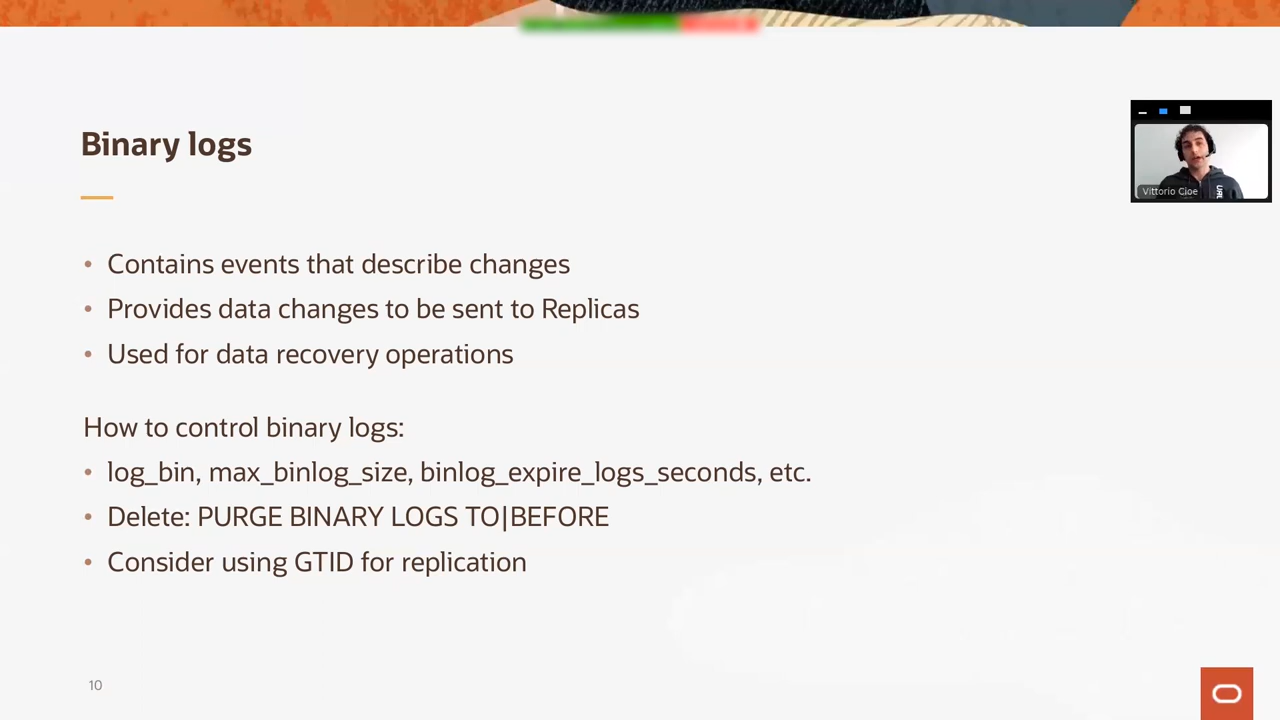 Binary logs
Vittorio Cioe
• Contains events that describe changes
• Provides data changes to be sent to Replicas
• Used for data recovery operations
How to control binary logs:
• log_bin, max_binlog_size, binlog_expire_logs_seconds, etc.
• Delete: PURGE BINARY LOGS TO|BEFORE
• Consider using GTID for replication
10